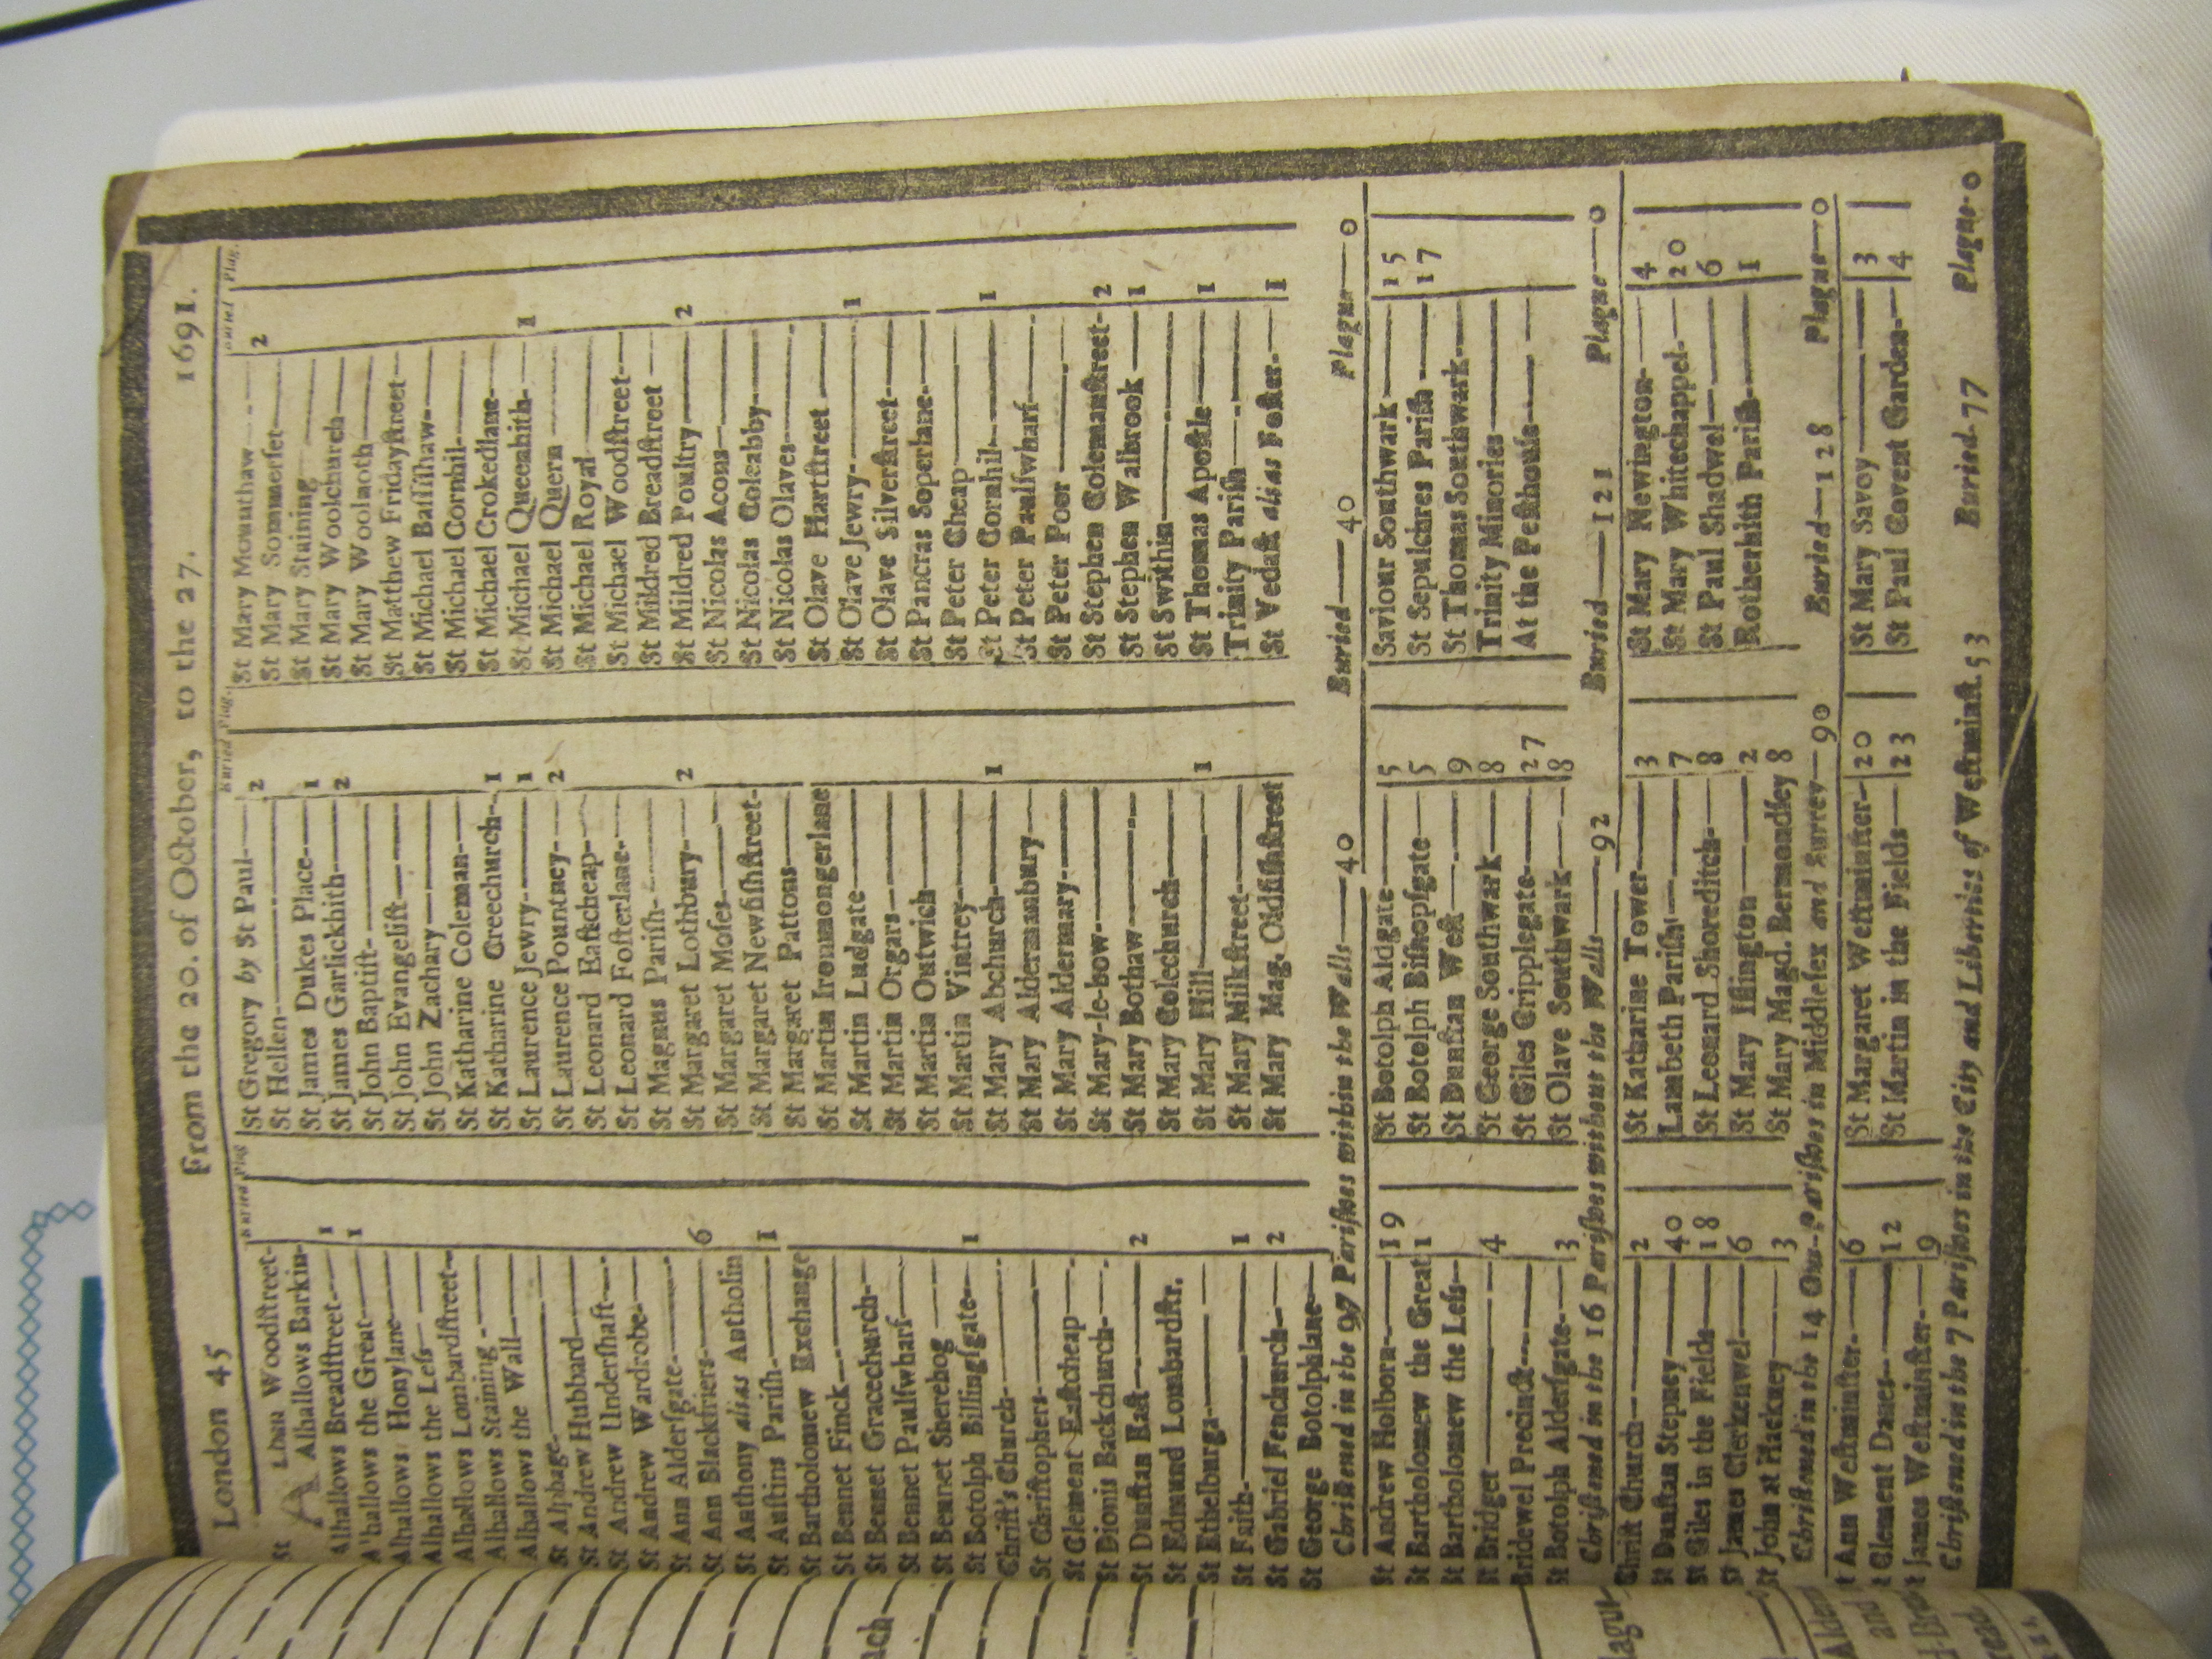 London 45 From the 20. of October, to the 27. 1691.
Buried Plag. Buried Plag. Buried Plag.
St Alban Woodſtreet-
Alhallows Barkin- 1
Alhallows Breadſtreet- 1
Alhallows the Great-
Alhallows Honylane-
Alhallows the Leſs-
Alhallows Lombardſtreet-
Alhallows Staining-
Alhallows the Wall-
St Alphage-
St Andrew Hubbard-
St Andrew Underſhaft-
St Andrew Wardrobe-
St Ann Alderſgate-
St Ann Blackfriers- 6
St Anthony alias Antholin
St Auſtins Pariſh- 1
St Bartholomew Exchange
St Bennet Finck-
St Bennet Gracechurch-
St Bennet Paulſwharf-
St Bennet Sherehog-
St Botolph Billingſgate- 1
Chriſt's Church-
St Chriſtophers-
St Clement Eaſtcheap-
St Dionis Backchurch-
St Dunſtan Eaſt- 2
St Edmund Lombardſtr.
St Ethelburga-
St Faith- 1
St Gabriel Fenchurch- 2
St George Botolphlane-
St Gregory by St Paul- 2
St Hellen-
St James Dukes Place- 1
St James Garlickhith- 2
St John Baptiſt-
St John Evangeliſt-
St John Zachary-
St Katharine Coleman-
St Katharine Creechurch- 1
St Laurence Jewry- 1
St Laurence Pountney- 2
St Leonard Eaſtcheap-
St Leonard Foſterlane-
St Magnus Pariſh-
St Margaret Lothbury- 2
St Margaret Moſes-
St Margaret Newfiſhſtreet-
St Margaret Pattons-
St Martin Ironmongerlane
St Martin Ludgate-
St Martin Orgars-
St Martin Outwich-
St Martin Vintrey-
St Mary Abchurch- 1
St Mary Aldermanbury-
St Mary Aldermary-
St Mary-le-bow-
St Mary Bothaw-
St Mary Colechurch-
St Mary Hill- 1
St Mary Milkſtreet-
St Mary Mag. Oldfiſhſtreet
St Mary Mounthaw- 2
St Mary Sommerſet-
St Mary Staining-
St Mary Woolchurch-
St Mary Woolnoth-
St Matthew Fridayſtreet-
St Michael Baſſiſhaw-
St Michael Cornhil-
St Michael Crokedlane-
St Michael Queenhith- 1
St Michael Quern
St Michael Royal
St Michael Woodſtreet-
St Mildred Breadſtreet
St Mildred Poultry- 2
St Nicolas Acons-
St Nicolas Coleabby-
St Nicolas Olaves-
St Olave Hartſtreet
St Olave Jewry- 1
St Olave Silverſtreet-
St Pancras Soperlane-
St Peter Cheap-
St Peter Cornhil- 1
St Peter Paulſwharf-
St Peter Poor
St Stephen Colemanſtreet- 2
St Stephen Walbrook 1
St Swithin-
St Thomas Apoſtle- 1
Trinity Pariſh-
St Vedaſt alias Foſter- 1
Chriſtened in the 97 Pariſhes within the Walls- 40 Buried- 40 Plague- 0
St Andrew Holborn- 19
St Bartholomew the Great 1
St Bartholomew the Leſs-
St Bridget 4
Bridewel Precinct-
St Botolph Alderſgate- 3
St Botolph Aldgate- 5
St Botolph Biſhopſgate- 5
St Dunſtan Weſt- 9
St George Southwark- 8
St Giles Cripplegate- 27
St Olave Southwark- 8
Saviour Southwark- 15
St Sepulchres Pariſh- 17
St Thomas Southwark-
Trinity Minories-
At the Peſthouſe-
Chriſtened in the 16 Pariſhes without the Walls- 92 Buried- 121 Plague- 0
Chriſt Church- 2
St Dunſtan Stepney- 40
St Giles in the Fields- 18
St James Clerkenwel- 6
St John at Hackney- 3
St Katharine Tower- 3
Lambeth Pariſh- 7
St Leonard Shoreditch- 8
St Mary Iſlington- 2
St Mary Magd. Bermondſey 8
St Mary Newington- 4
St Mary Whitechappel- 20
St Paul Shadwel- 6
Rotherhith Pariſh- 1
Chriſtened in the 14 Out-Pariſhes in Middleſex and Surrey- 90 Buried- 128 Plague- 0
St Ann Weſtminſter- 6
St Clement Danes- 12
St James Weſtminſter- 9
St Margaret Weſtminſter- 20
St Martin in the Fields- 23
St Mary Savoy- 3
St Paul Covent Garden- 4
Chriſtened in the 7 Pariſhes in the City and Liberties of Weſtminſt. 53 Buried- 77 Plague- 0